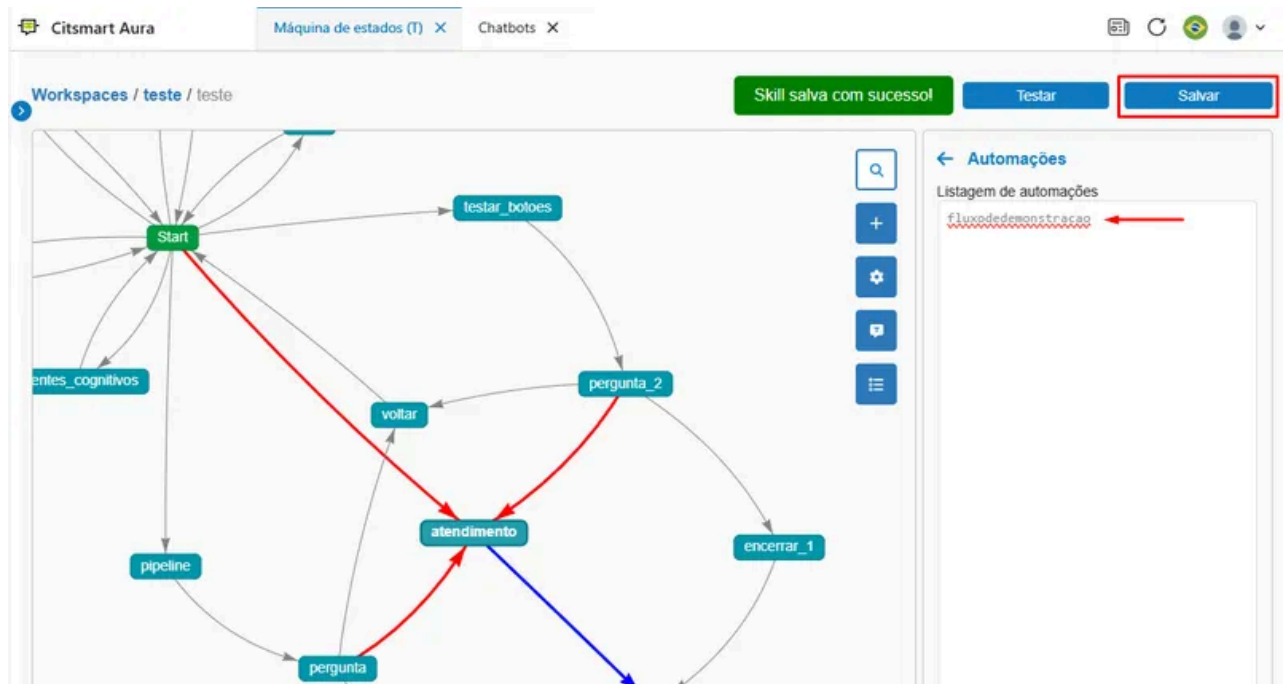 Citsmart Aura
Máquina de estados (T)
Chatbots
Workspaces / teste / teste
Skill salva com sucesso!
Testar
Salvar
Automações
Listagem de automações
fluxodedemonstracao
testar_botoes
Start
entes_cognitivos
pergunta_2
voltar
atendimento
encerrar_1
pipeline
pergunta